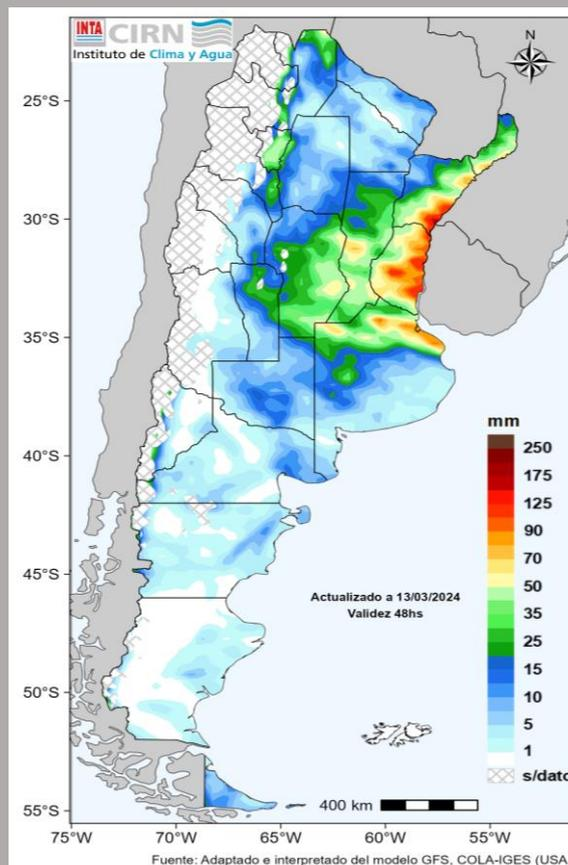 INTA CIRN
Instituto de Clima y Agua
N
25°S
30°S
35°S
40°S
45°S
50°S
55°S
75°W
70°W
65°W
60°W
55°W
mm
250
175
125
90
70
50
35
25
15
10
5
1
s/dato
Actualizado a 13/03/2024
Validez 48hs
400 km
Fuente: Adaptado e interpretado del modelo GFS, COLA-IGES (USA